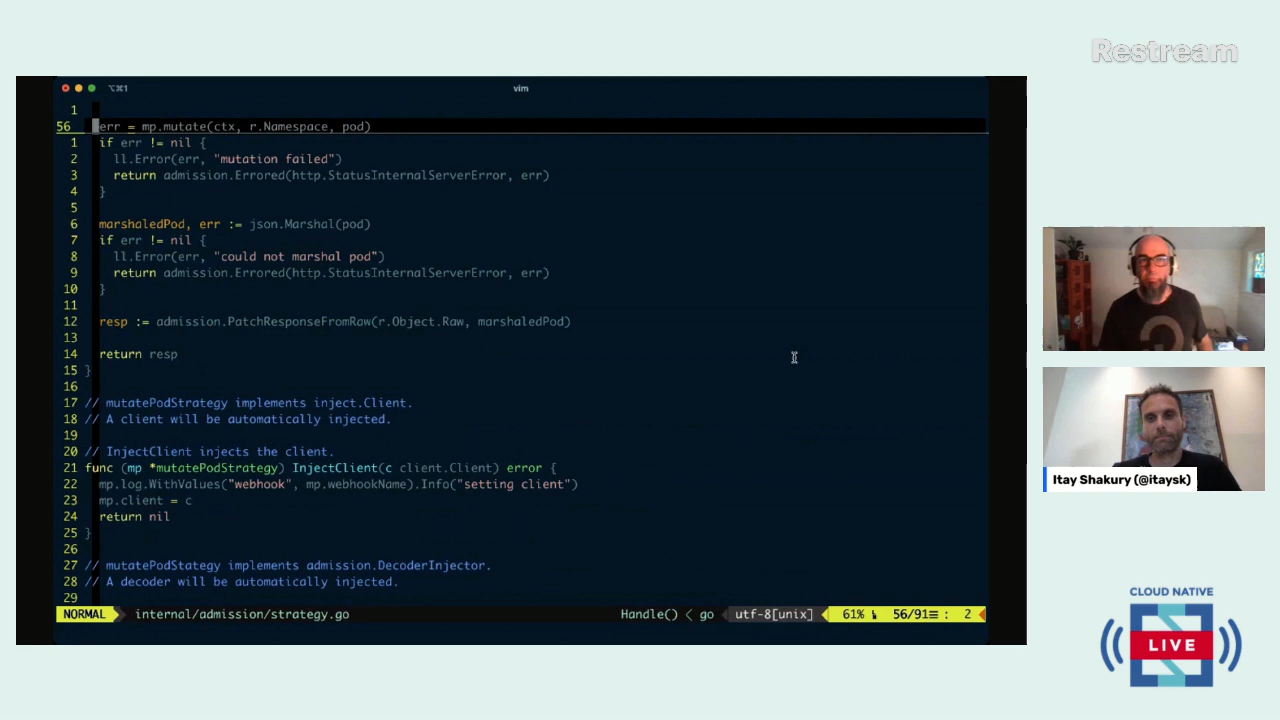 Restream
⌥⌘1
vim
1
56 err = mp.mutate(ctx, r.Namespace, pod)
1 if err != nil {
2 ll.Error(err, "mutation failed")
3 return admission.Errored(http.StatusInternalServerError, err)
4 }
5
6 marshaledPod, err := json.Marshal(pod)
7 if err != nil {
8 ll.Error(err, "could not marshal pod")
9 return admission.Errored(http.StatusInternalServerError, err)
10 }
11
12 resp := admission.PatchResponseFromRaw(r.Object.Raw, marshaledPod)
13
14 return resp
15 }
16
17 // mutatePodStrategy implements inject.Client.
18 // A client will be automatically injected.
19
20 // InjectClient injects the client.
21 func (mp *mutatePodStrategy) InjectClient(c client.Client) error {
22 mp.log.WithValues("webhook", mp.webhookName).Info("setting client")
23 mp.client = c
24 return nil
25 }
26
27 // mutatePodStategy implements admission.DecoderInjector.
28 // A decoder will be automatically injected.
29
NORMAL internal/admission/strategy.go Handle() < go utf-8[unix] 61% 56/91≡ : 2
Itay Shakury (@itaysk)
CLOUD NATIVE
LIVE